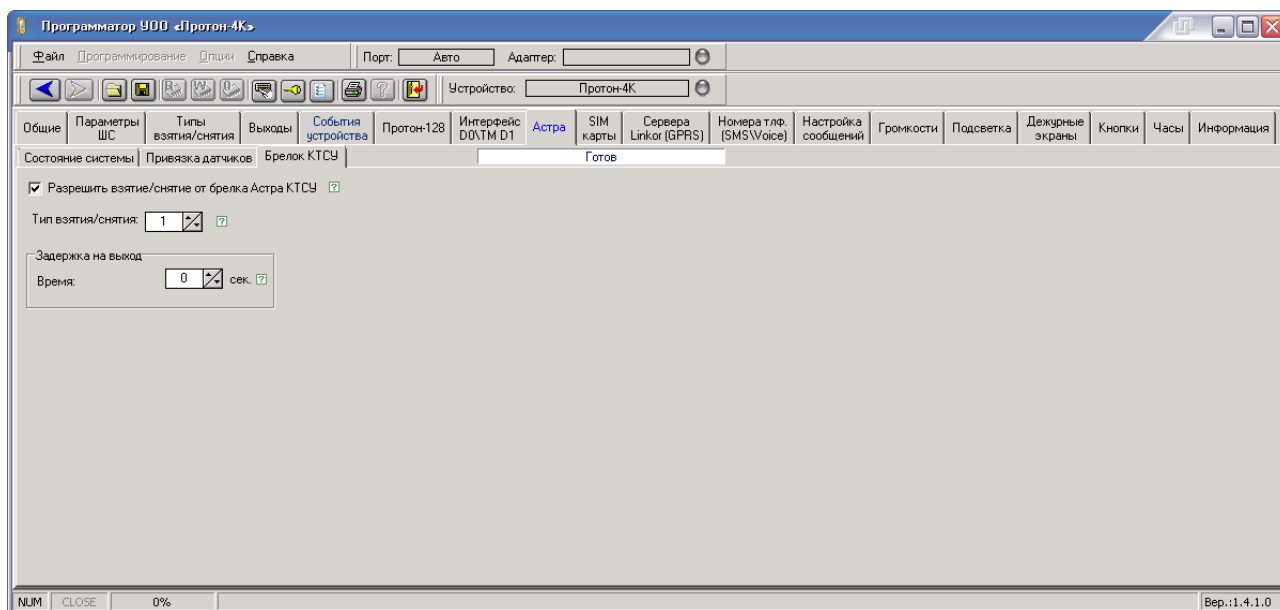 Программатор УОО «Протон-4К»
Файл Программирование Опции Справка Порт: Авто Адаптер:
Устройство: Протон-4К
Общие Параметры ШС Типы взятия/снятия Выходы События устройства Протон-128 Интерфейс D0\TM D1 Астра SIM карты Сервера Linkor (GPRS) Номера тлф. (SMS\Voice) Настройка сообщений Громкости Подсветка Дежурные экраны Кнопки Часы Информация
Состояние системы Привязка датчиков Брелок КТСУ Готов
Разрешить взятие/снятие от брелка Астра КТСУ ?
Тип взятия/снятия: 1 ?
Задержка на выход
Время: 0 сек. ?
NUM CLOSE 0% Вер.:1.4.1.0